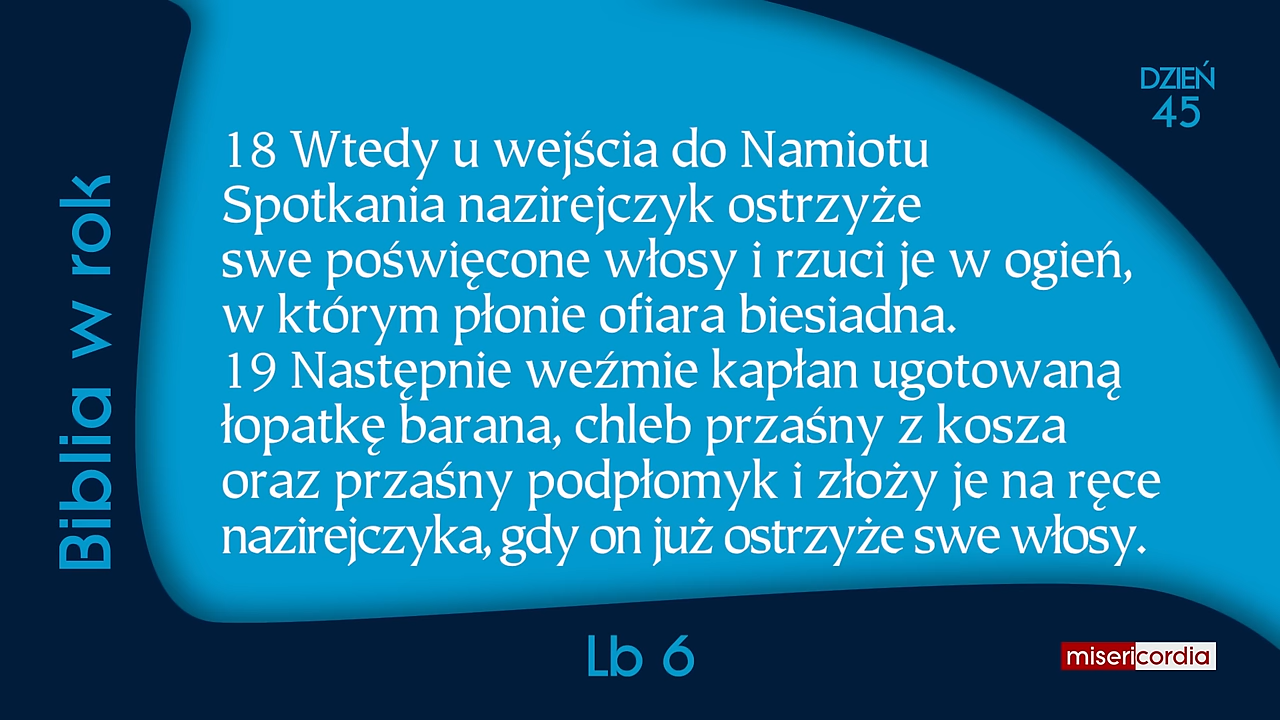 DZIEŃ
45
18 Wtedy u wejścia do Namiotu
Spotkania nazirejczyk ostrzyże
swe poświęcone włosy i rzuci je w ogień,
w którym płonie ofiara biesiadna.
19 Następnie weźmie kapłan ugotowaną
łopatkę barana, chleb przaśny z kosza
oraz przaśny podpłomyk i złoży je na ręce
nazirejczyka, gdy on już ostrzyże swe włosy.
Biblia w rok
Lb 6
misericordia